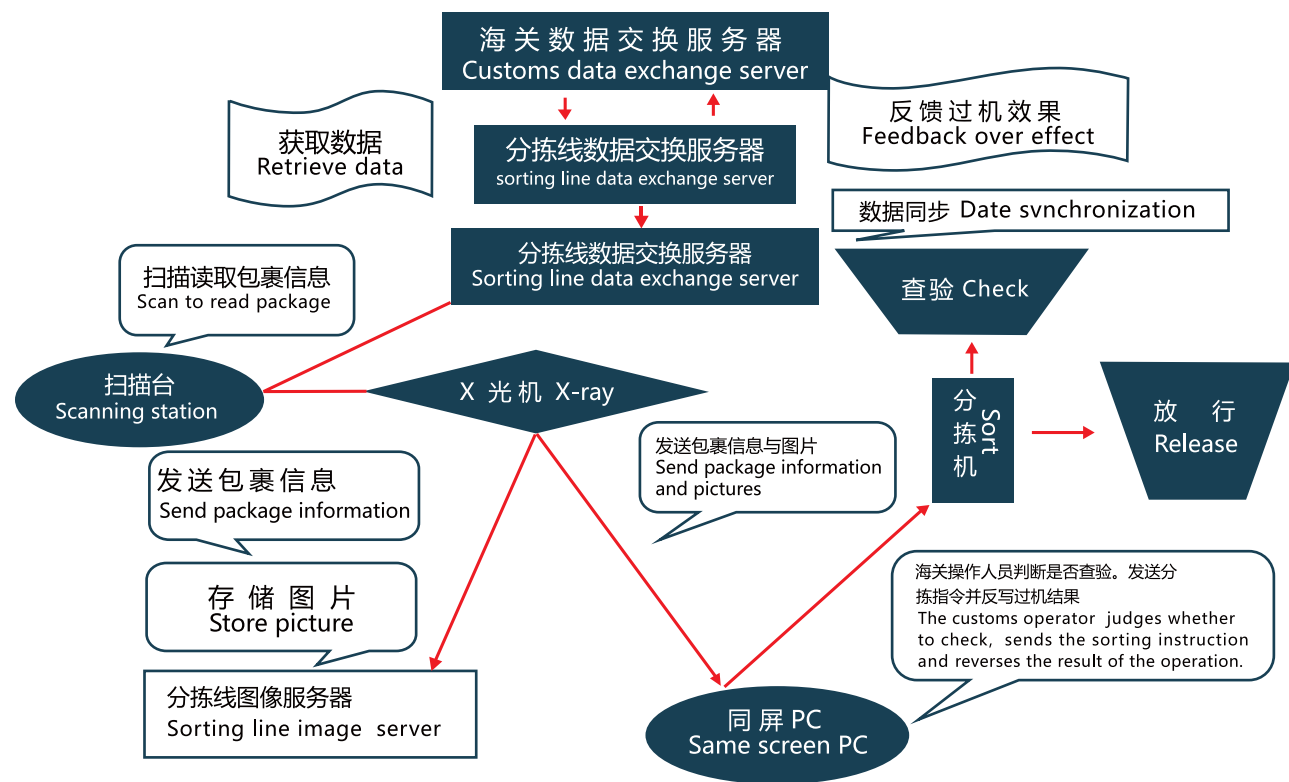 海关数据交换服务器
Customs data exchange server
反馈过机效果
Feedback over effect
获取数据
Retrieve data
分拣线数据交换服务器
sorting line data exchange server
数据同步 Date svnchronization
分拣线数据交换服务器
Sorting line data exchange server
扫描读取包裹信息
Scan to read package
查验 Check
扫描台
Scanning station
X 光机 X-ray
分拣机
Sort
放 行
Release
发送包裹信息与图片
Send package information
and pictures
发送包裹信息
Send package information
存储图片
Store picture
海关操作人员判断是否查验。发送分
拣指令并反写过机结果
The customs operator judges whether
to check, sends the sorting instruction
and reverses the result of the operation.
分拣线图像服务器
Sorting line image server
同屏 PC
Same screen PC